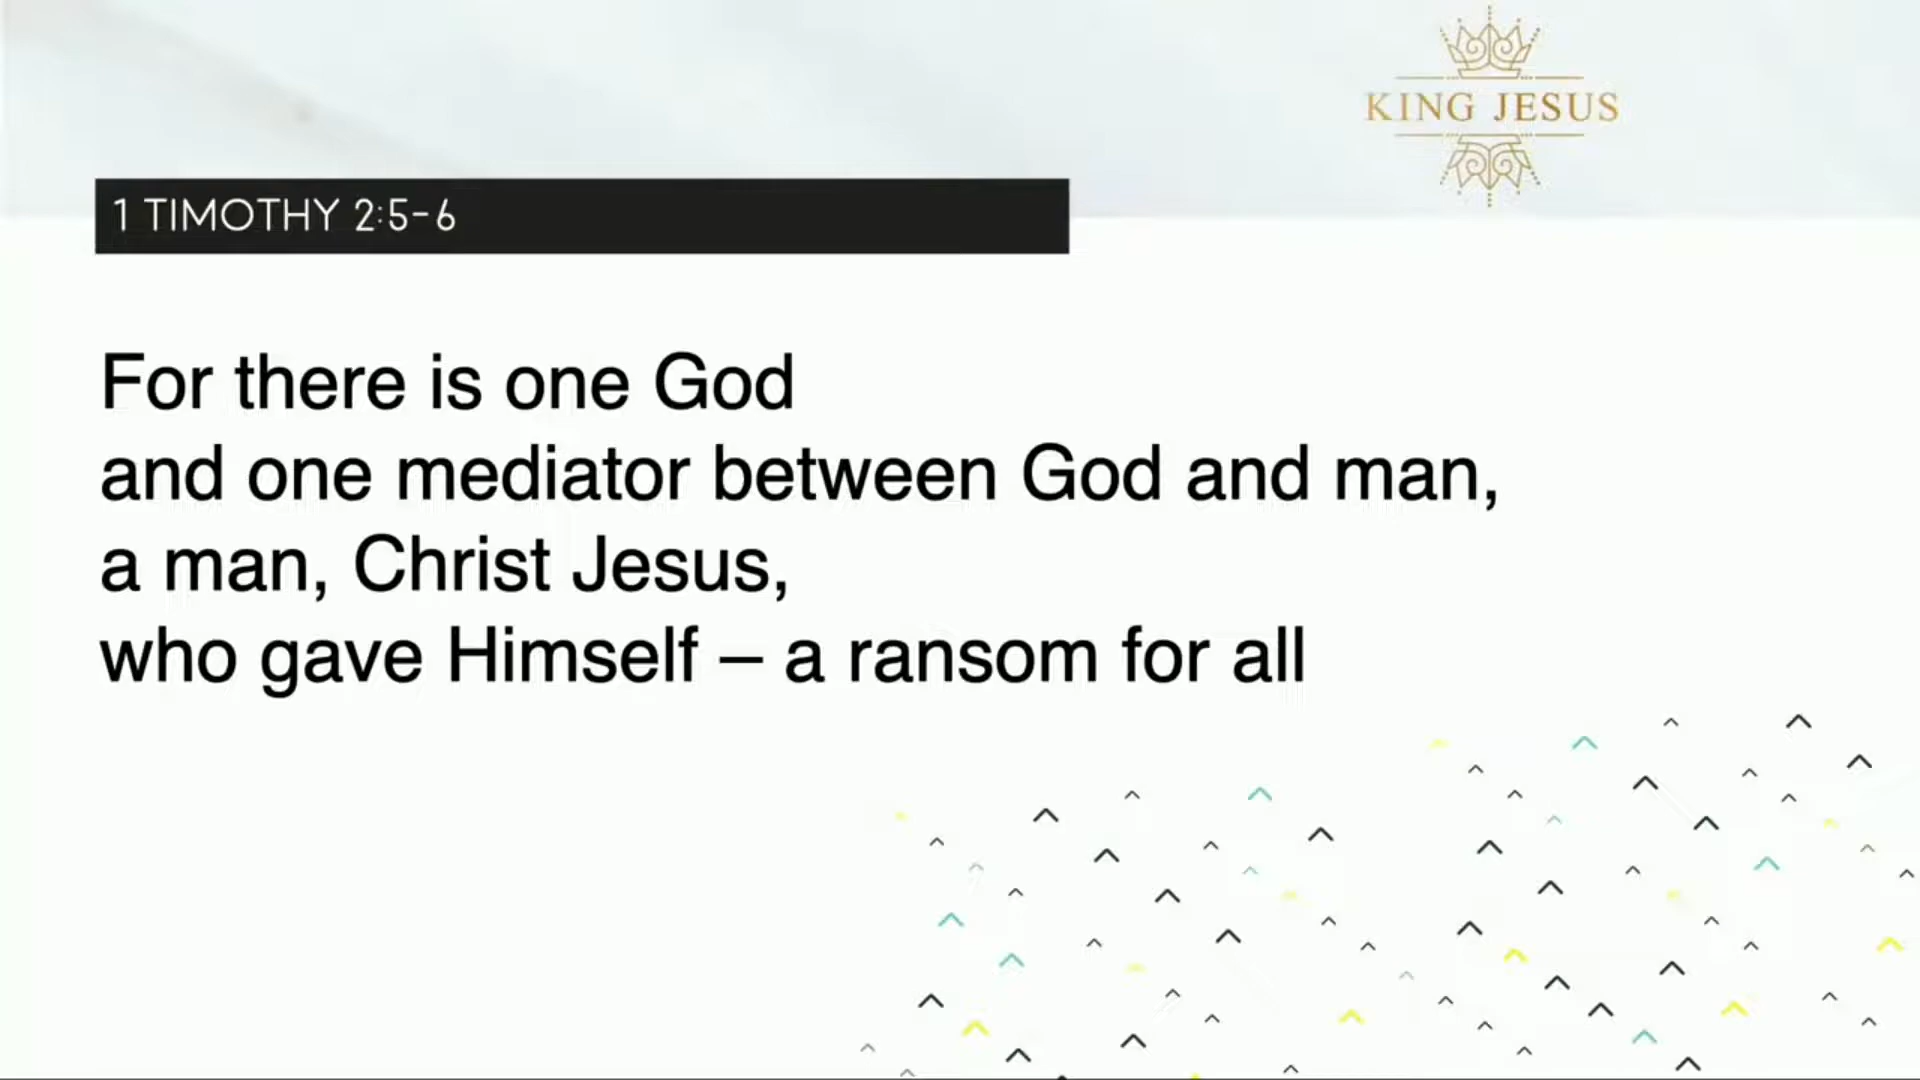 KING JESUS
1 TIMOTHY 2:5-6
For there is one God
and one mediator between God and man,
a man, Christ Jesus,
who gave Himself – a ransom for all